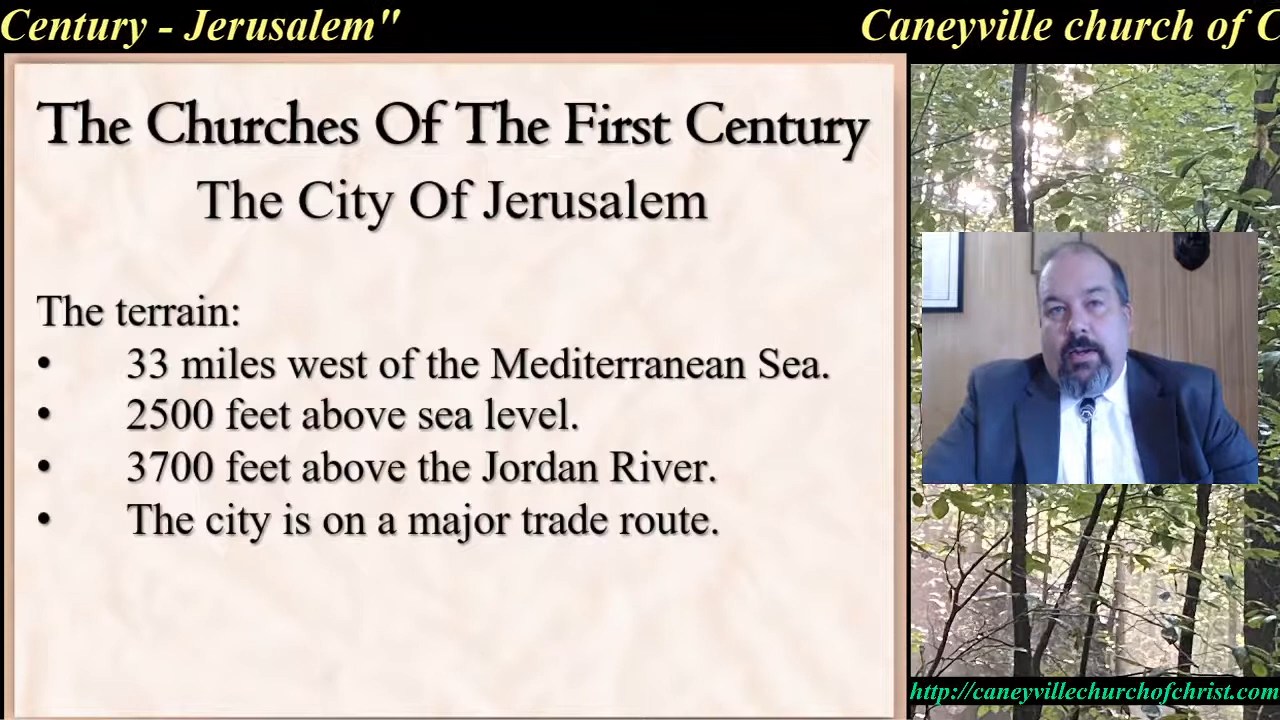 Century - Jerusalem"
Caneyville church of C
The Churches Of The First Century
The City Of Jerusalem
The terrain:
• 33 miles west of the Mediterranean Sea.
• 2500 feet above sea level.
• 3700 feet above the Jordan River.
• The city is on a major trade route.
http://caneyvillechurchofchrist.com